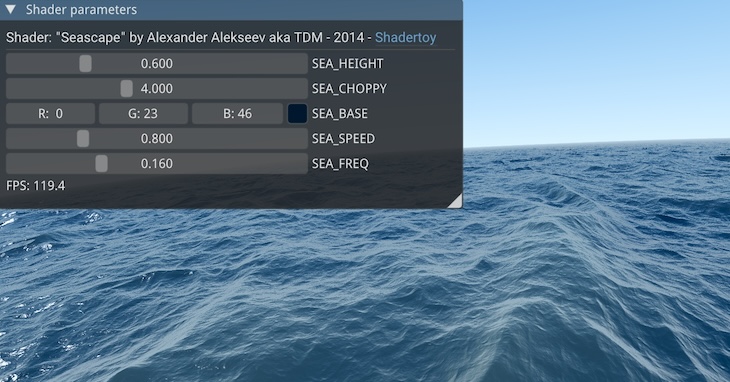 Shader parameters
Shader: "Seascape" by Alexander Alekseev aka TDM - 2014 - Shadertoy
0.600 SEA_HEIGHT
4.000 SEA_CHOPPY
R: 0 G: 23 B: 46 SEA_BASE
0.800 SEA_SPEED
0.160 SEA_FREQ
FPS: 119.4